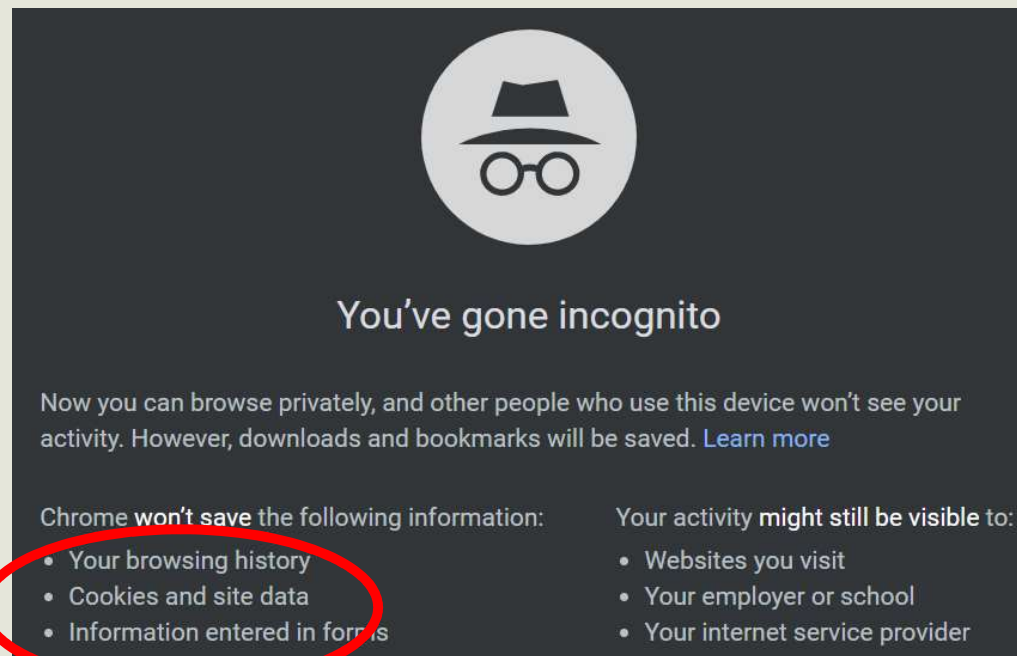 You've gone incognito
Now you can browse privately, and other people who use this device won't see your
activity. However, downloads and bookmarks will be saved. Learn more
Chrome won't save the following information:
• Your browsing history
• Cookies and site data
• Information entered in forms
Your activity might still be visible to:
• Websites you visit
• Your employer or school
• Your internet service provider